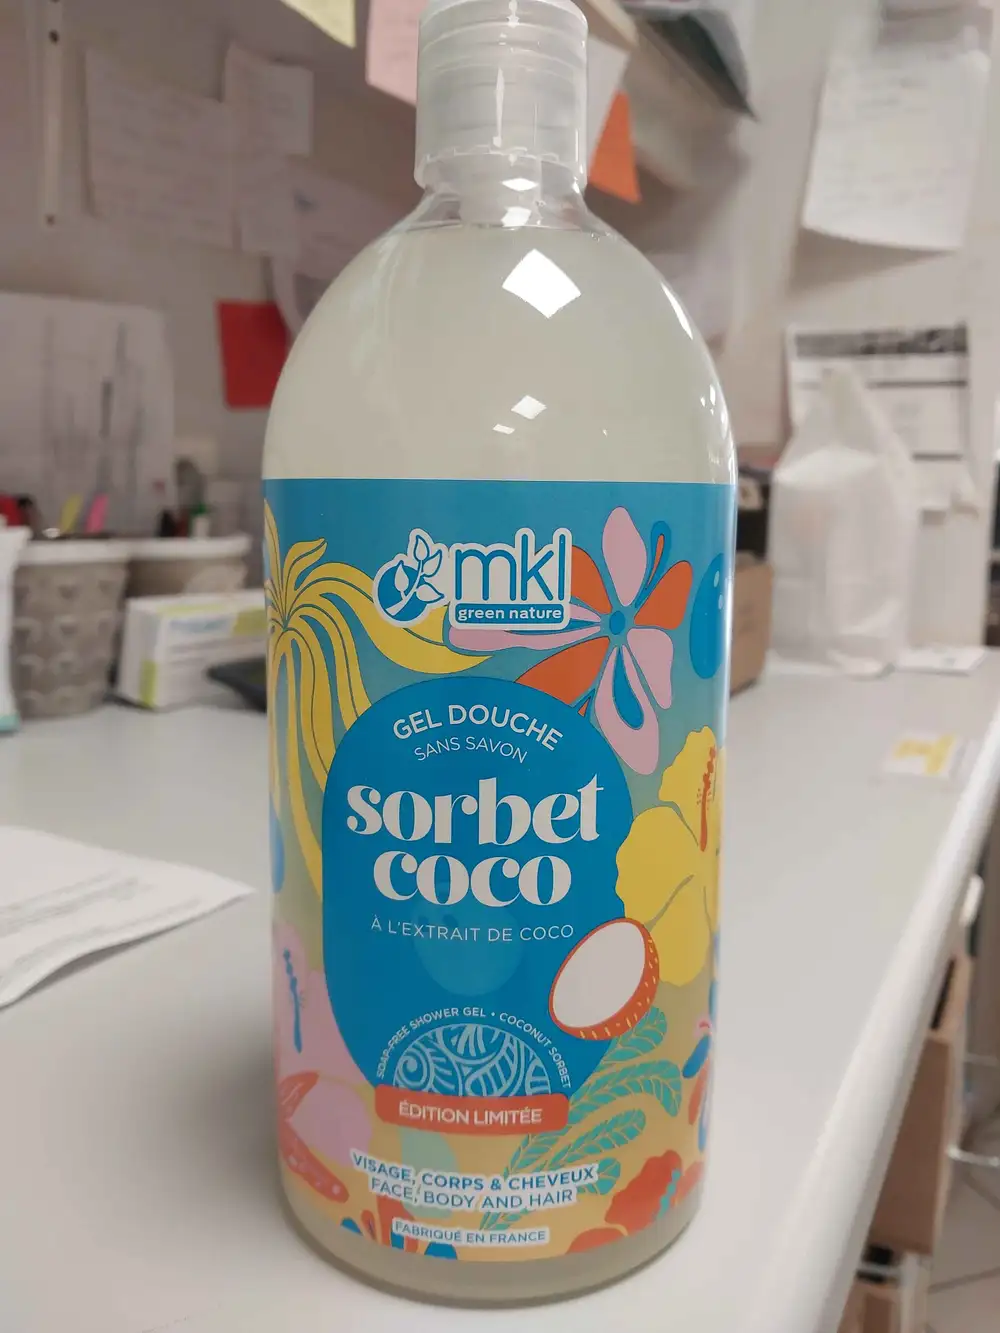 mkl
green nature
GEL DOUCHE
SANS SAVON
sorbet
coco
À L'EXTRAIT DE COCO
SOAP-FREE SHOWER GEL • COCONUT SORBET
ÉDITION LIMITÉE
VISAGE, CORPS & CHEVEUX
FACE, BODY AND HAIR
FABRIQUÉ EN FRANCE